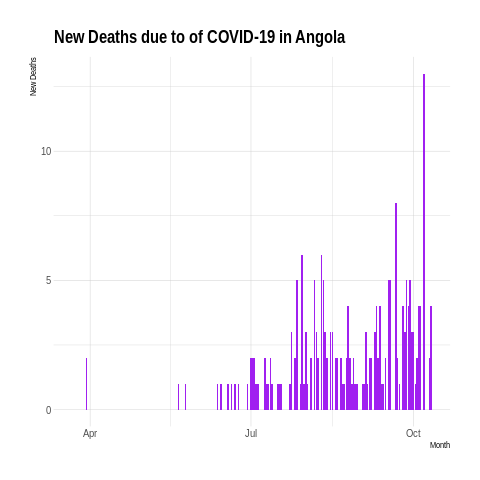 New Deaths due to of COVID-19 in Angola
New Deaths
10
5
0
Apr
Jul
Oct
Month